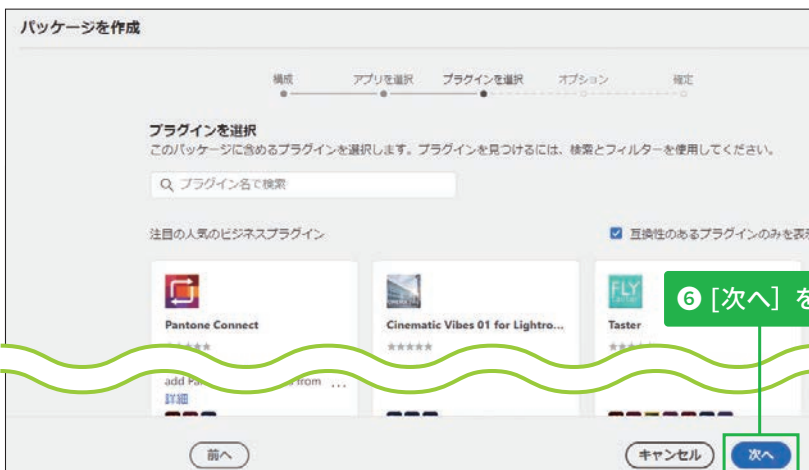 パッケージを作成
構成 アプリを選択 プラグインを選択 オプション 確定
プラグインを選択
このパッケージに含めるプラグインを選択します。プラグインを見つけるには、検索とフィルターを使用してください。
プラグイン名で検索
注目の人気のビジネスプラグイン 互換性のあるプラグインのみを表示
FLY
❻[次へ]を
Pantone Connect Cinematic Vibes 01 for Lightro... Taster
add from ...
詳細
前へ キャンセル 次へ